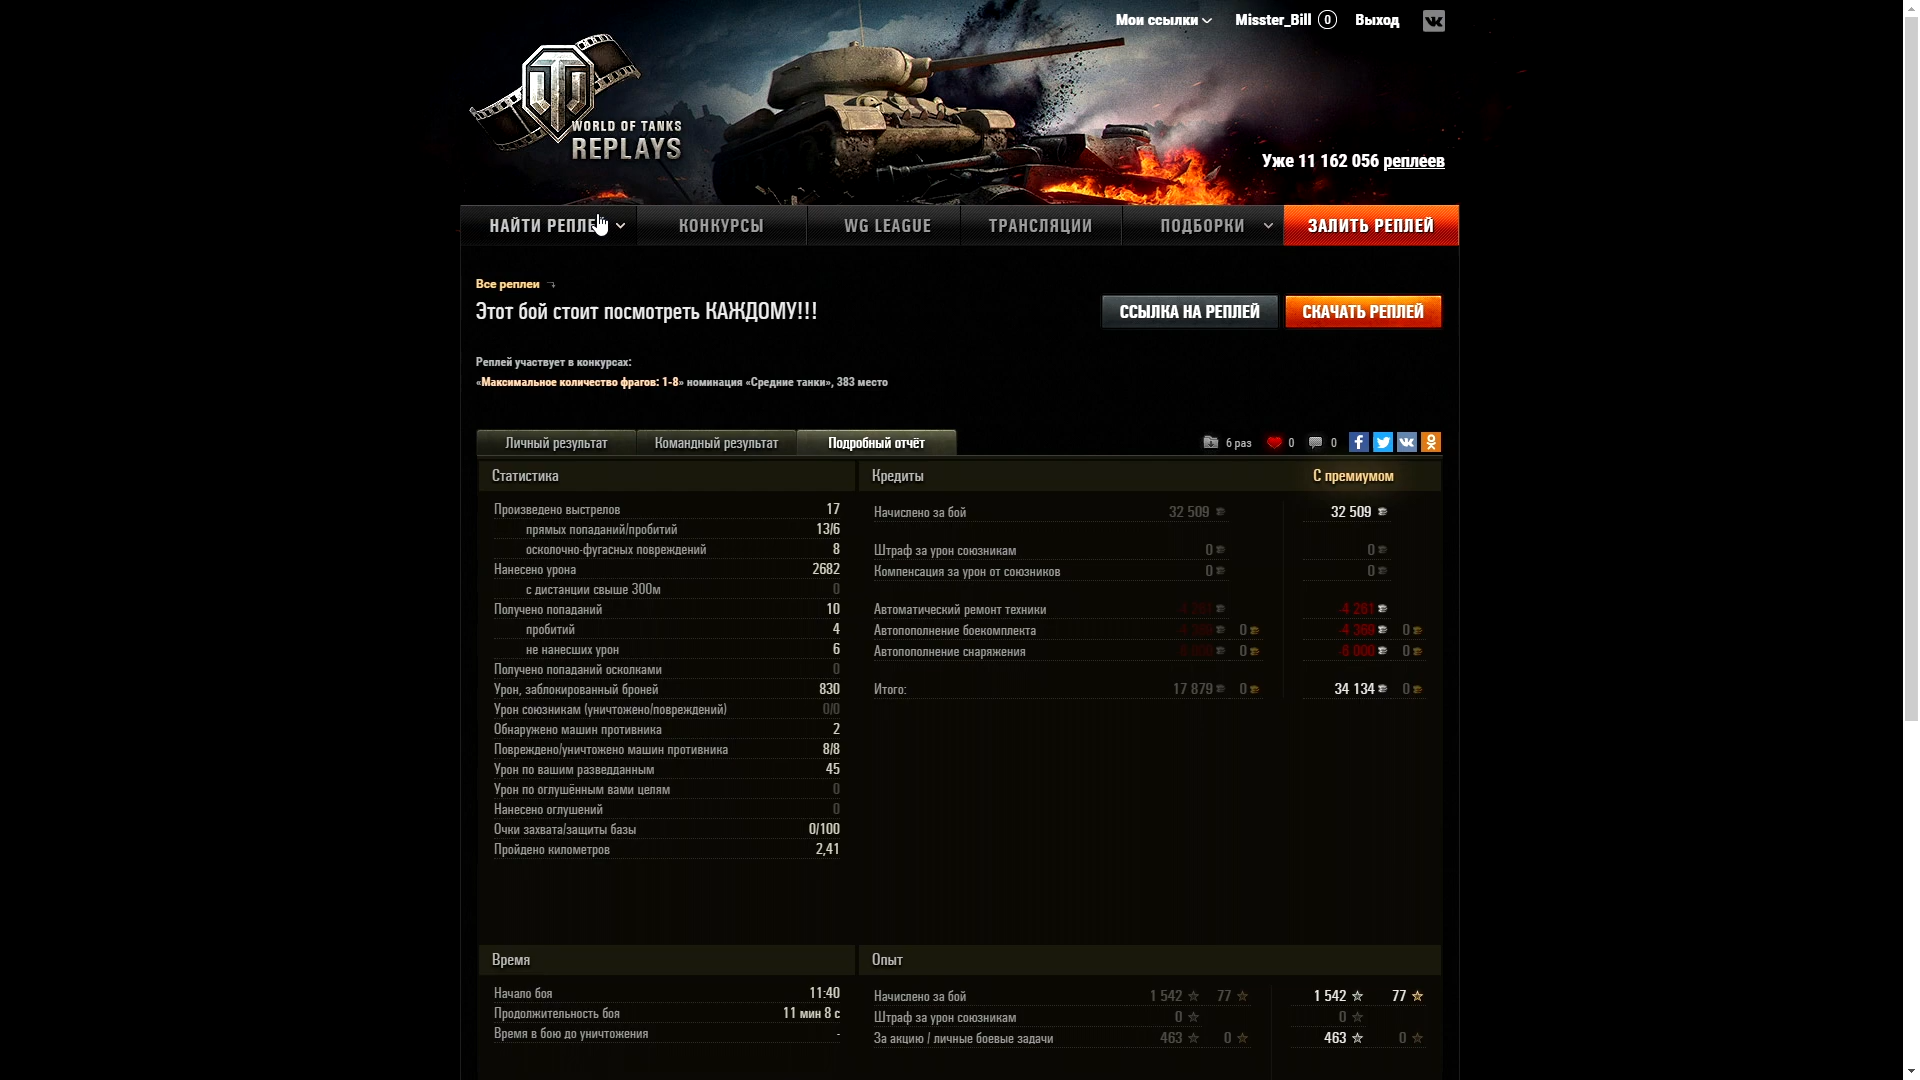 Мои ссылки
Misster_Bill 0
Выход
WORLD OF TANKS
REPLAYS
Уже 11 162 056 реплеев
НАЙТИ РЕПЛЕ
КОНКУРСЫ
WG LEAGUE
ТРАНСЛЯЦИИ
ПОДБОРКИ
ЗАЛИТЬ РЕПЛЕЙ
Все реплеи
Этот бой стоит посмотреть КАЖДОМУ!!!
ССЫЛКА НА РЕПЛЕЙ
СКАЧАТЬ РЕПЛЕЙ
Реплей участвует в конкурсах:
«Максимальное количество фрагов: 1-8» номинация «Средние танки», 383 место
Личный результат
Командный результат
Подробный отчёт
6 раз 0 0
Статистика
Произведено выстрелов 17
прямых попаданий/пробитий 13/6
осколочно-фугасных повреждений 8
Нанесено урона 2682
с дистанции свыше 300м 0
Получено попаданий 10
пробитий 4
не нанесших урон 6
Получено попаданий осколками 0
Урон, заблокированный броней 830
Урон союзникам (уничтожено/повреждений) 0/0
Обнаружено машин противника 2
Повреждено/уничтожено машин противника 8/8
Урон по вашим разведданным 45
Урон по оглушённым вами целям 0
Нанесено оглушений 0
Очки захвата/защиты базы 0/100
Пройдено километров 2,41
Кредиты С премиумом
Начислено за бой 32 509 32 509
Штраф за урон союзникам 0 0
Компенсация за урон от союзников 0 0
Автоматический ремонт техники -4 261 -4 261
Автопополнение боекомплекта 0 -4 360 0
Автопополнение снаряжения 0 -6 000 0
Итого: 17 879 0 34 134 0
Время
Начало боя 11:40
Продолжительность боя 11 мин 8 с
Время в бою до уничтожения -
Опыт
Начислено за бой 1 542 77 1 542 77
Штраф за урон союзникам 0 0
За акцию / личные боевые задачи 463 0 463 0